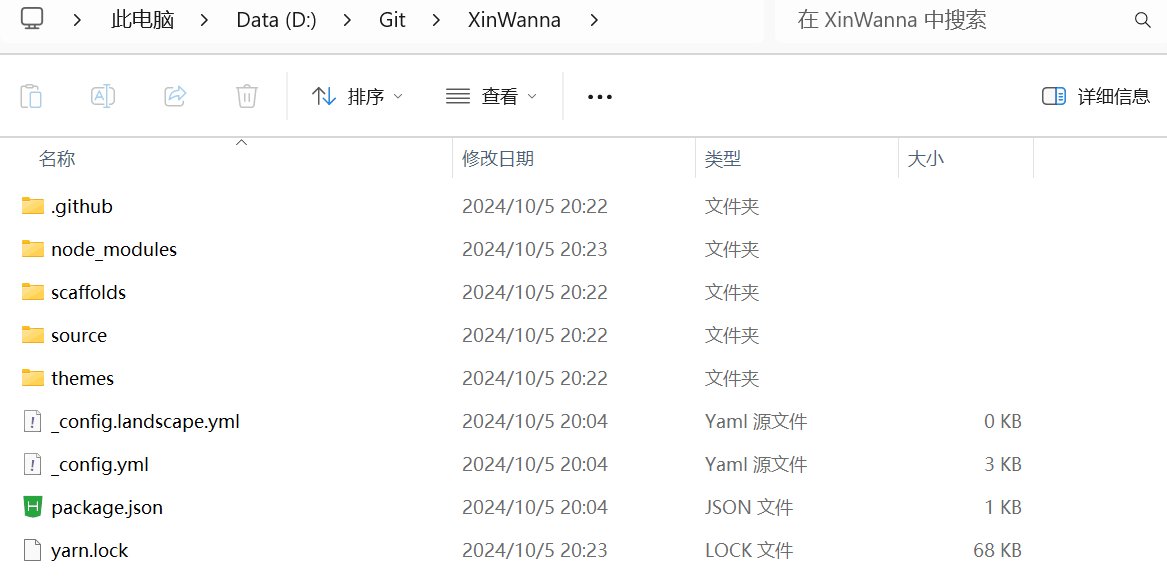 此电脑 Data (D:) Git XinWanna 在 XinWanna 中搜索
排序 查看 详细信息
名称 修改日期 类型 大小
.github 2024/10/5 20:22 文件夹
node_modules 2024/10/5 20:23 文件夹
scaffolds 2024/10/5 20:22 文件夹
source 2024/10/5 20:22 文件夹
themes 2024/10/5 20:22 文件夹
_config.landscape.yml 2024/10/5 20:04 Yaml 源文件 0 KB
_config.yml 2024/10/5 20:04 Yaml 源文件 3 KB
package.json 2024/10/5 20:04 JSON 文件 1 KB
yarn.lock 2024/10/5 20:23 LOCK 文件 68 KB